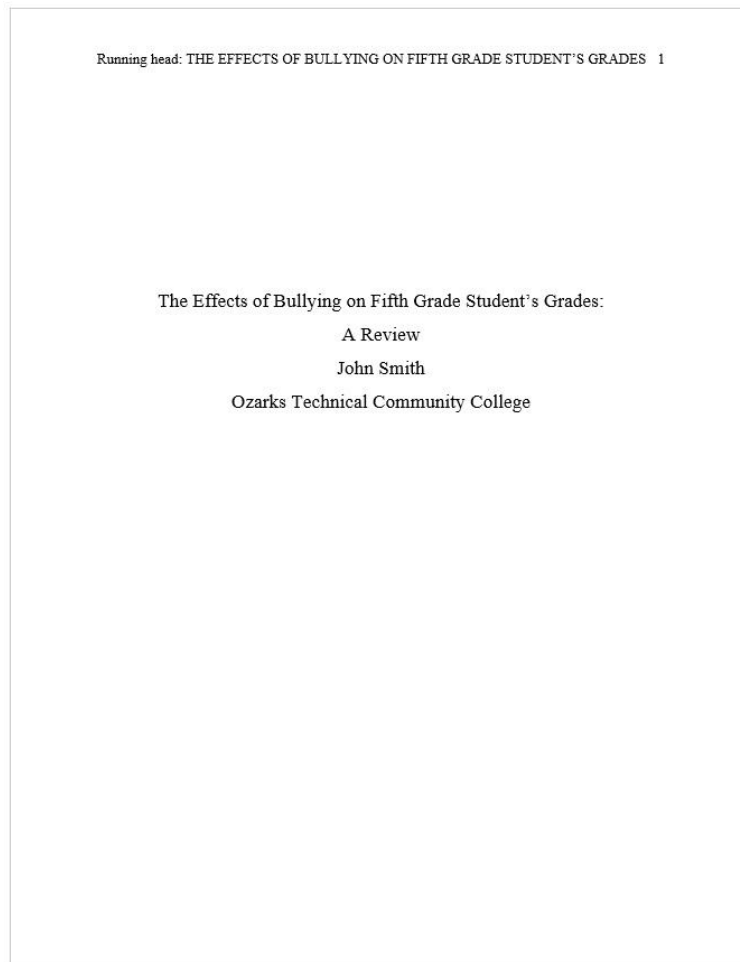 Running head: THE EFFECTS OF BULLYING ON FIFTH GRADE STUDENT’S GRADES 1
The Effects of Bullying on Fifth Grade Student’s Grades:
A Review
John Smith
Ozarks Technical Community College